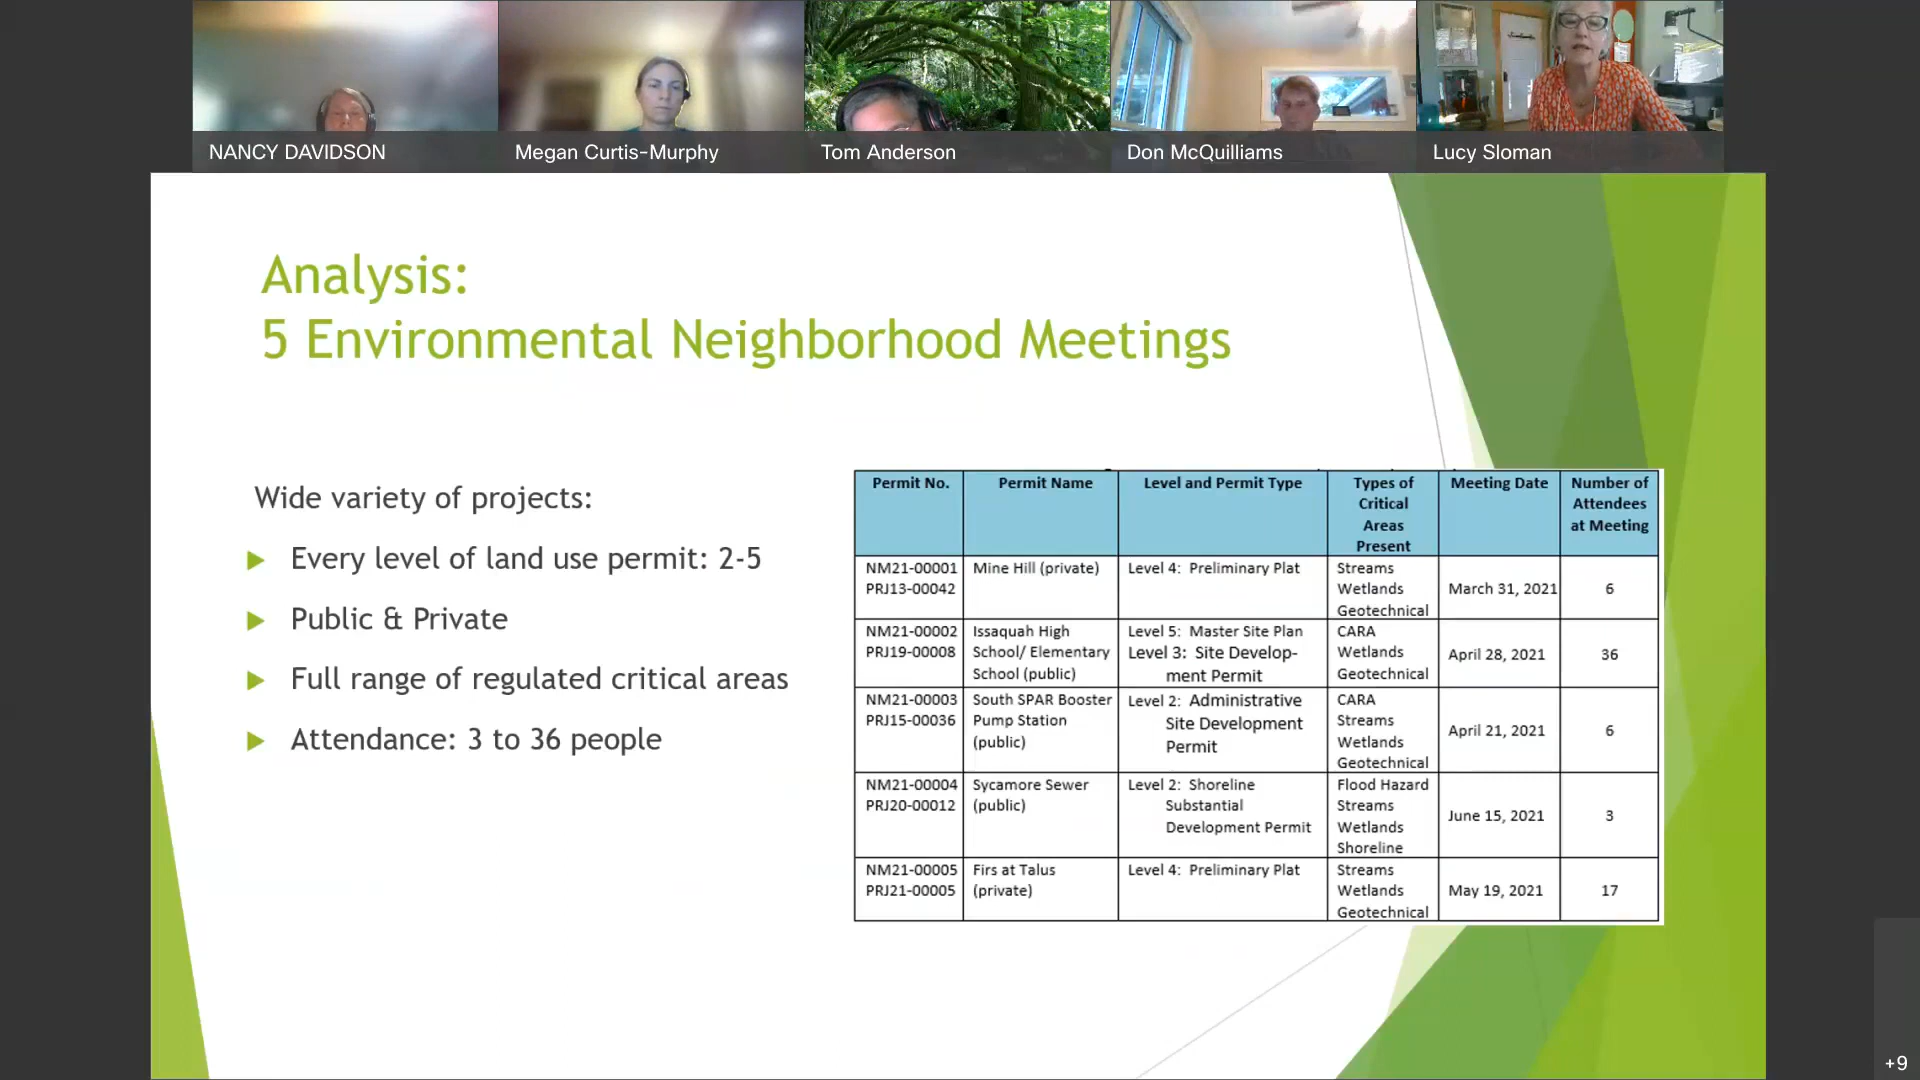 NANCY DAVIDSON
Megan Curtis-Murphy
Tom Anderson
Don McQuilliams
Lucy Sloman
Analysis:
5 Environmental Neighborhood Meetings
Wide variety of projects:
Every level of land use permit: 2-5
Public & Private
Full range of regulated critical areas
Attendance: 3 to 36 people
Permit No.
Permit Name
Level and Permit Type
Types of
Critical
Areas
Present
Meeting Date
Number of
Attendees
at Meeting
NM21-00001
PRJ13-00042
Mine Hill (private)
Level 4: Preliminary Plat
Streams
Wetlands
Geotechnical
March 31, 2021
6
NM21-00002
PRJ19-00008
Issaquah High
School/ Elementary
School (public)
Level 5: Master Site Plan
Level 3: Site Develop-
ment Permit
CARA
Wetlands
Geotechnical
April 28, 2021
36
NM21-00003
PRJ15-00036
South SPAR Booster
Pump Station
(public)
Level 2: Administrative
Site Development
Permit
CARA
Streams
Wetlands
Geotechnical
April 21, 2021
6
NM21-00004
PRJ20-00012
Sycamore Sewer
(public)
Level 2: Shoreline
Substantial
Development Permit
Flood Hazard
Streams
Wetlands
Shoreline
June 15, 2021
3
NM21-00005
PRJ21-00005
Firs at Talus
(private)
Level 4: Preliminary Plat
Streams
Wetlands
Geotechnical
May 19, 2021
17
+9